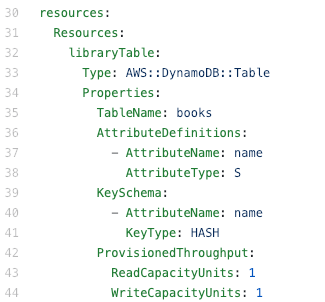 30 resources:
31   Resources:
32     libraryTable:
33       Type: AWS::DynamoDB::Table
34       Properties:
35         TableName: books
36         AttributeDefinitions:
37           - AttributeName: name
38             AttributeType: S
39         KeySchema:
40           - AttributeName: name
41             KeyType: HASH
42         ProvisionedThroughput:
43           ReadCapacityUnits: 1
44           WriteCapacityUnits: 1